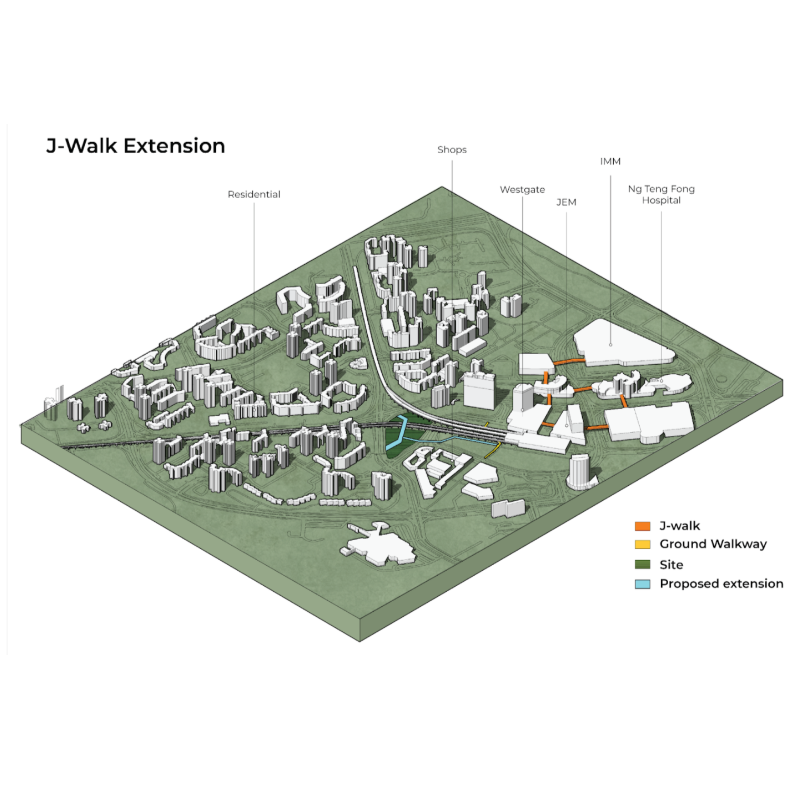 J-Walk Extension
Shops
IMM
Residential
Westgate
JEM
Ng Teng Fong
Hospital
J-walk
Ground Walkway
Site
Proposed extension